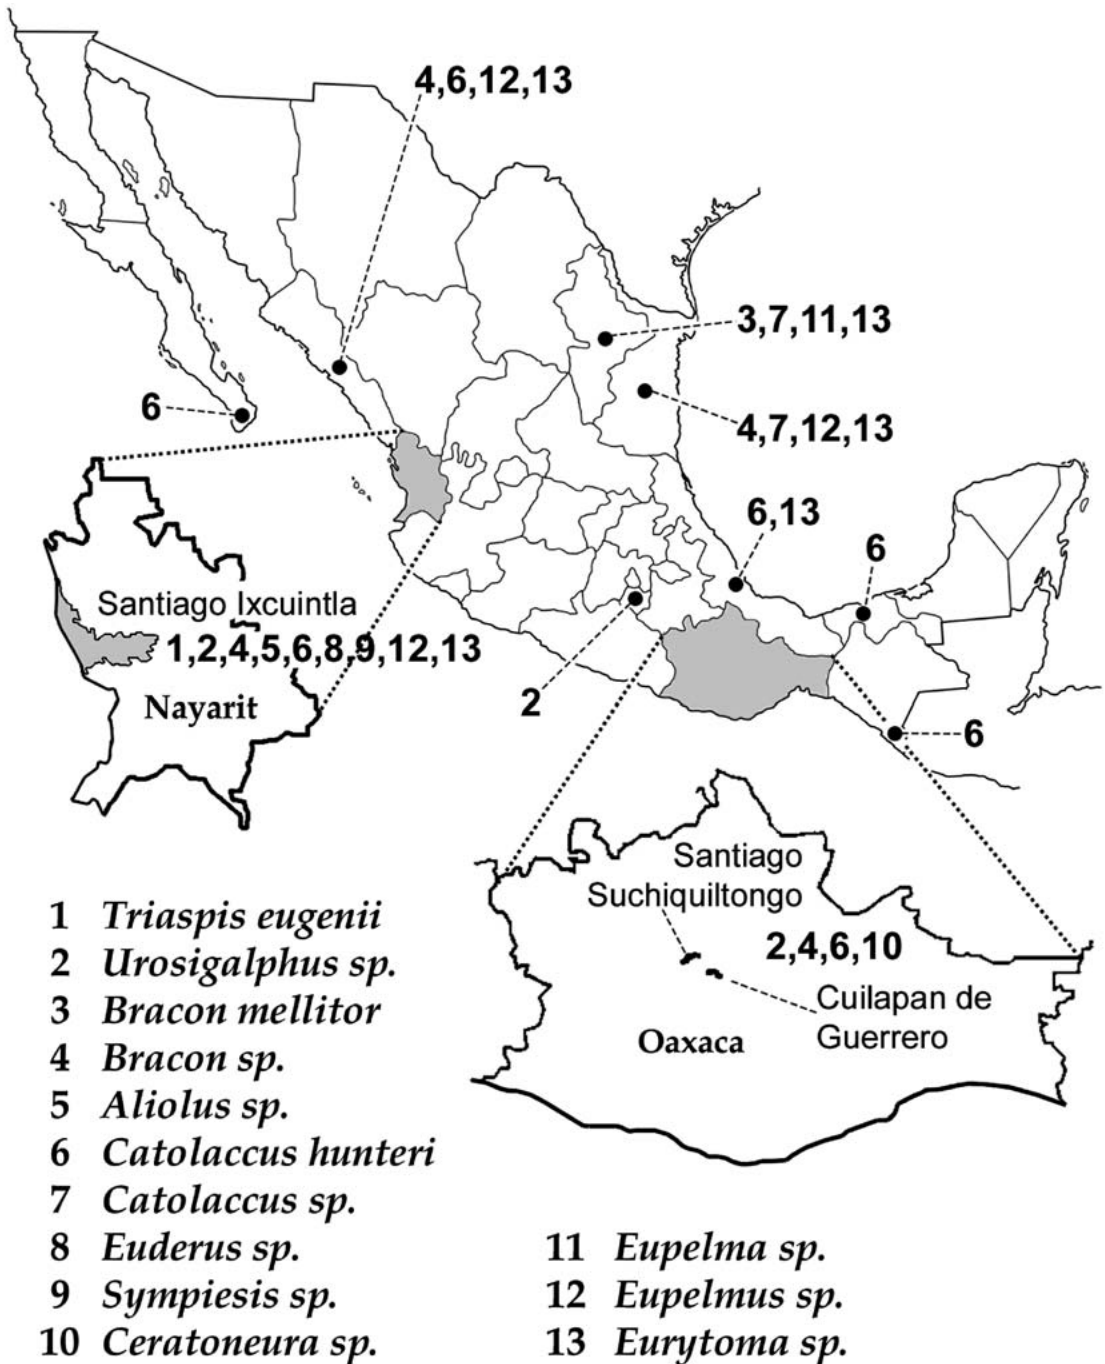 4,6,12,13
3,7,11,13
6
4,7,12,13
6,13
6
Santiago Ixcuintla
1,2,4,5,6,8,9,12,13
2
Nayarit
6
Santiago
Suchiquiltongo
2,4,6,10
Cuilapan de
Guerrero
Oaxaca
1 Triaspis eugenii
2 Urosigalphus sp.
3 Bracon mellitor
4 Bracon sp.
5 Aliolus sp.
6 Catolaccus hunteri
7 Catolaccus sp.
8 Euderus sp.
9 Sympiesis sp.
10 Ceratoneura sp.
11 Eupelma sp.
12 Eupelmus sp.
13 Eurytoma sp.